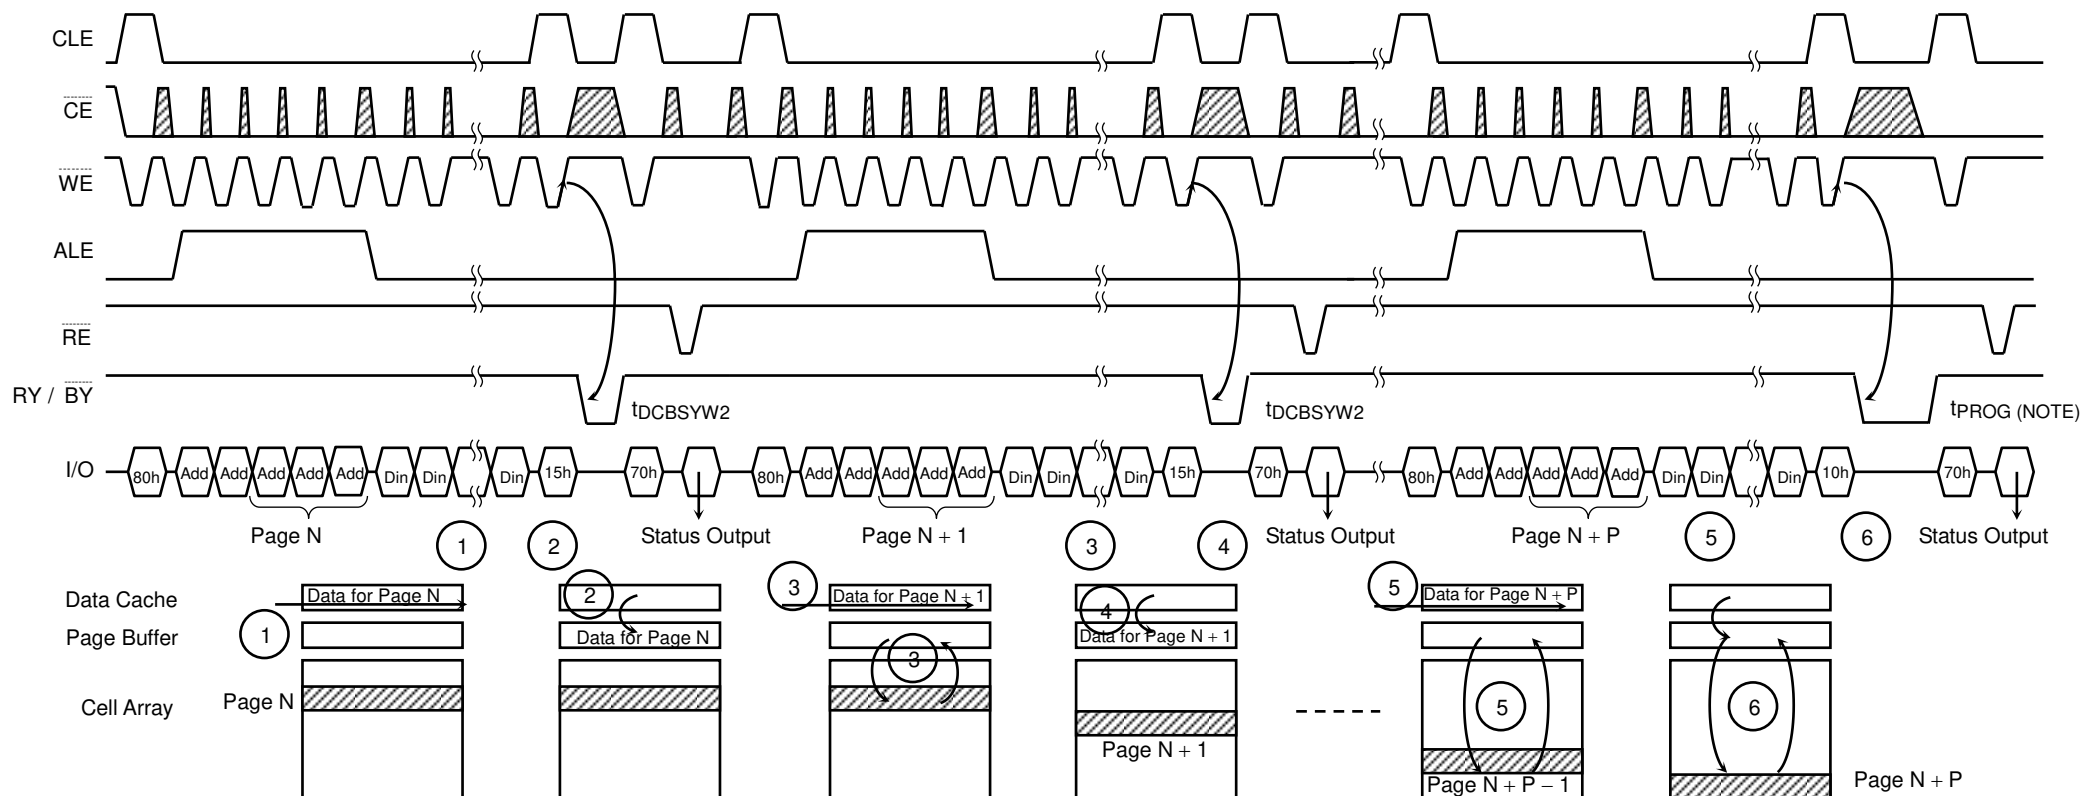 CLE
CE
WE
ALE
RE
RY / BY
tDCBSYW2 tDCBSYW2 tPROG (NOTE)
I/O 80h Add Add Add Add Add Din Din Din 15h 70h 80h Add Add Add Add Add Din Din Din 15h 70h 80h Add Add Add Add Add Din Din Din 10h 70h
Page N 1 2 Status Output Page N + 1 3 4 Status Output Page N + P 5 6 Status Output
Data Cache Data for Page N 2 3 Data for Page N + 1 4 5 Data for Page N + P
Page Buffer 1 Data for Page N 3 Data for Page N + 1
Cell Array Page N 5 6
Page N + 1
Page N + P − 1 Page N + P